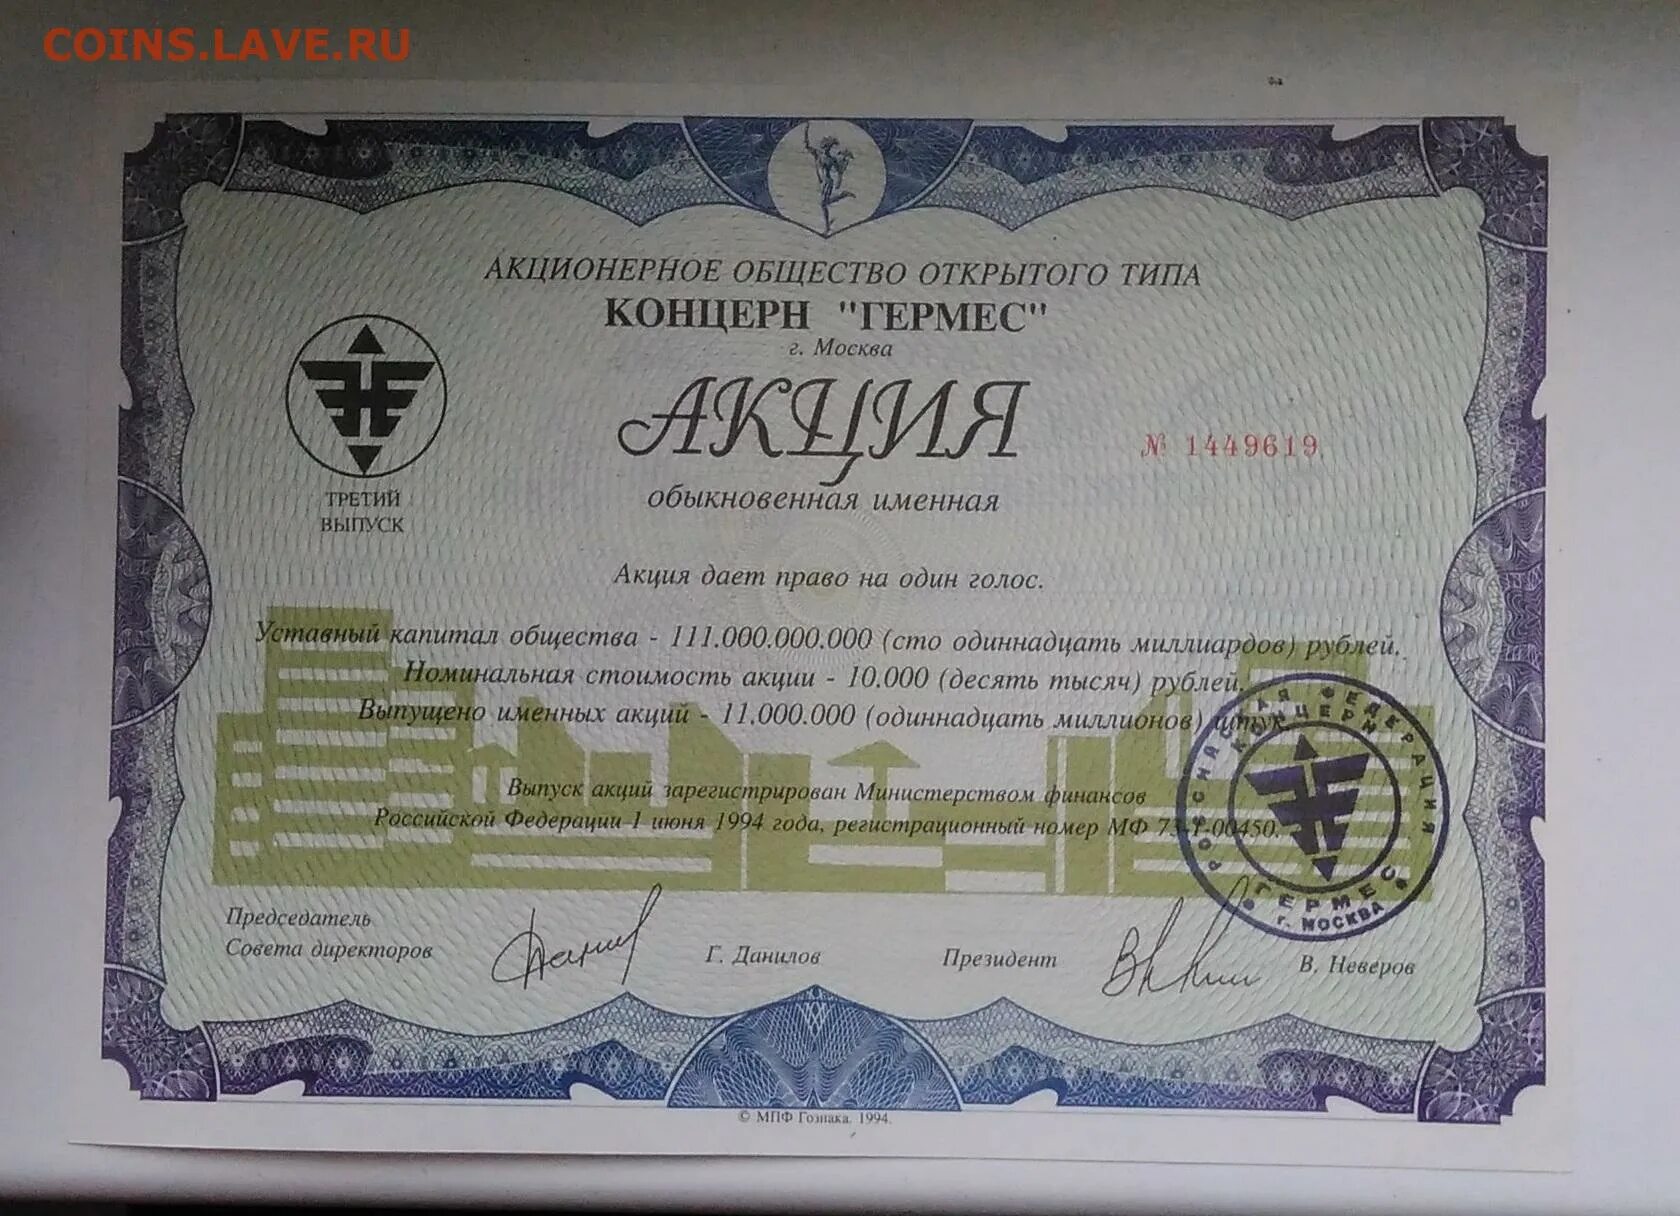 COINS.LAVE.RU
АКЦИОНЕРНОЕ ОБЩЕСТВО ОТКРЫТОГО ТИПА
КОНЦЕРН "ГЕРМЕС"
г. Москва
АКЦИЯ
№ 1449619
обыкновенная именная
ТРЕТИЙ
ВЫПУСК
Акция дает право на один голос.
Уставный капитал общества - 111.000.000.000 (сто одиннадцать миллиардов) рублей.
Номинальная стоимость акции - 10.000 (десять тысяч) рублей.
Выпущено именных акций - 11.000.000 (одиннадцать миллионов) штук.
Выпуск акций зарегистрирован Министерством финансов
Российской Федерации 1 июня 1994 года, регистрационный номер МФ 73-1-00450.
РОССИЙСКАЯ ФЕДЕРАЦИЯ
КОНЦЕРН
ГЕРМЕС
г. МОСКВА
Председатель
Совета директоров
Г. Данилов
Президент
В. Неверов
© МПФ Гознака. 1994.